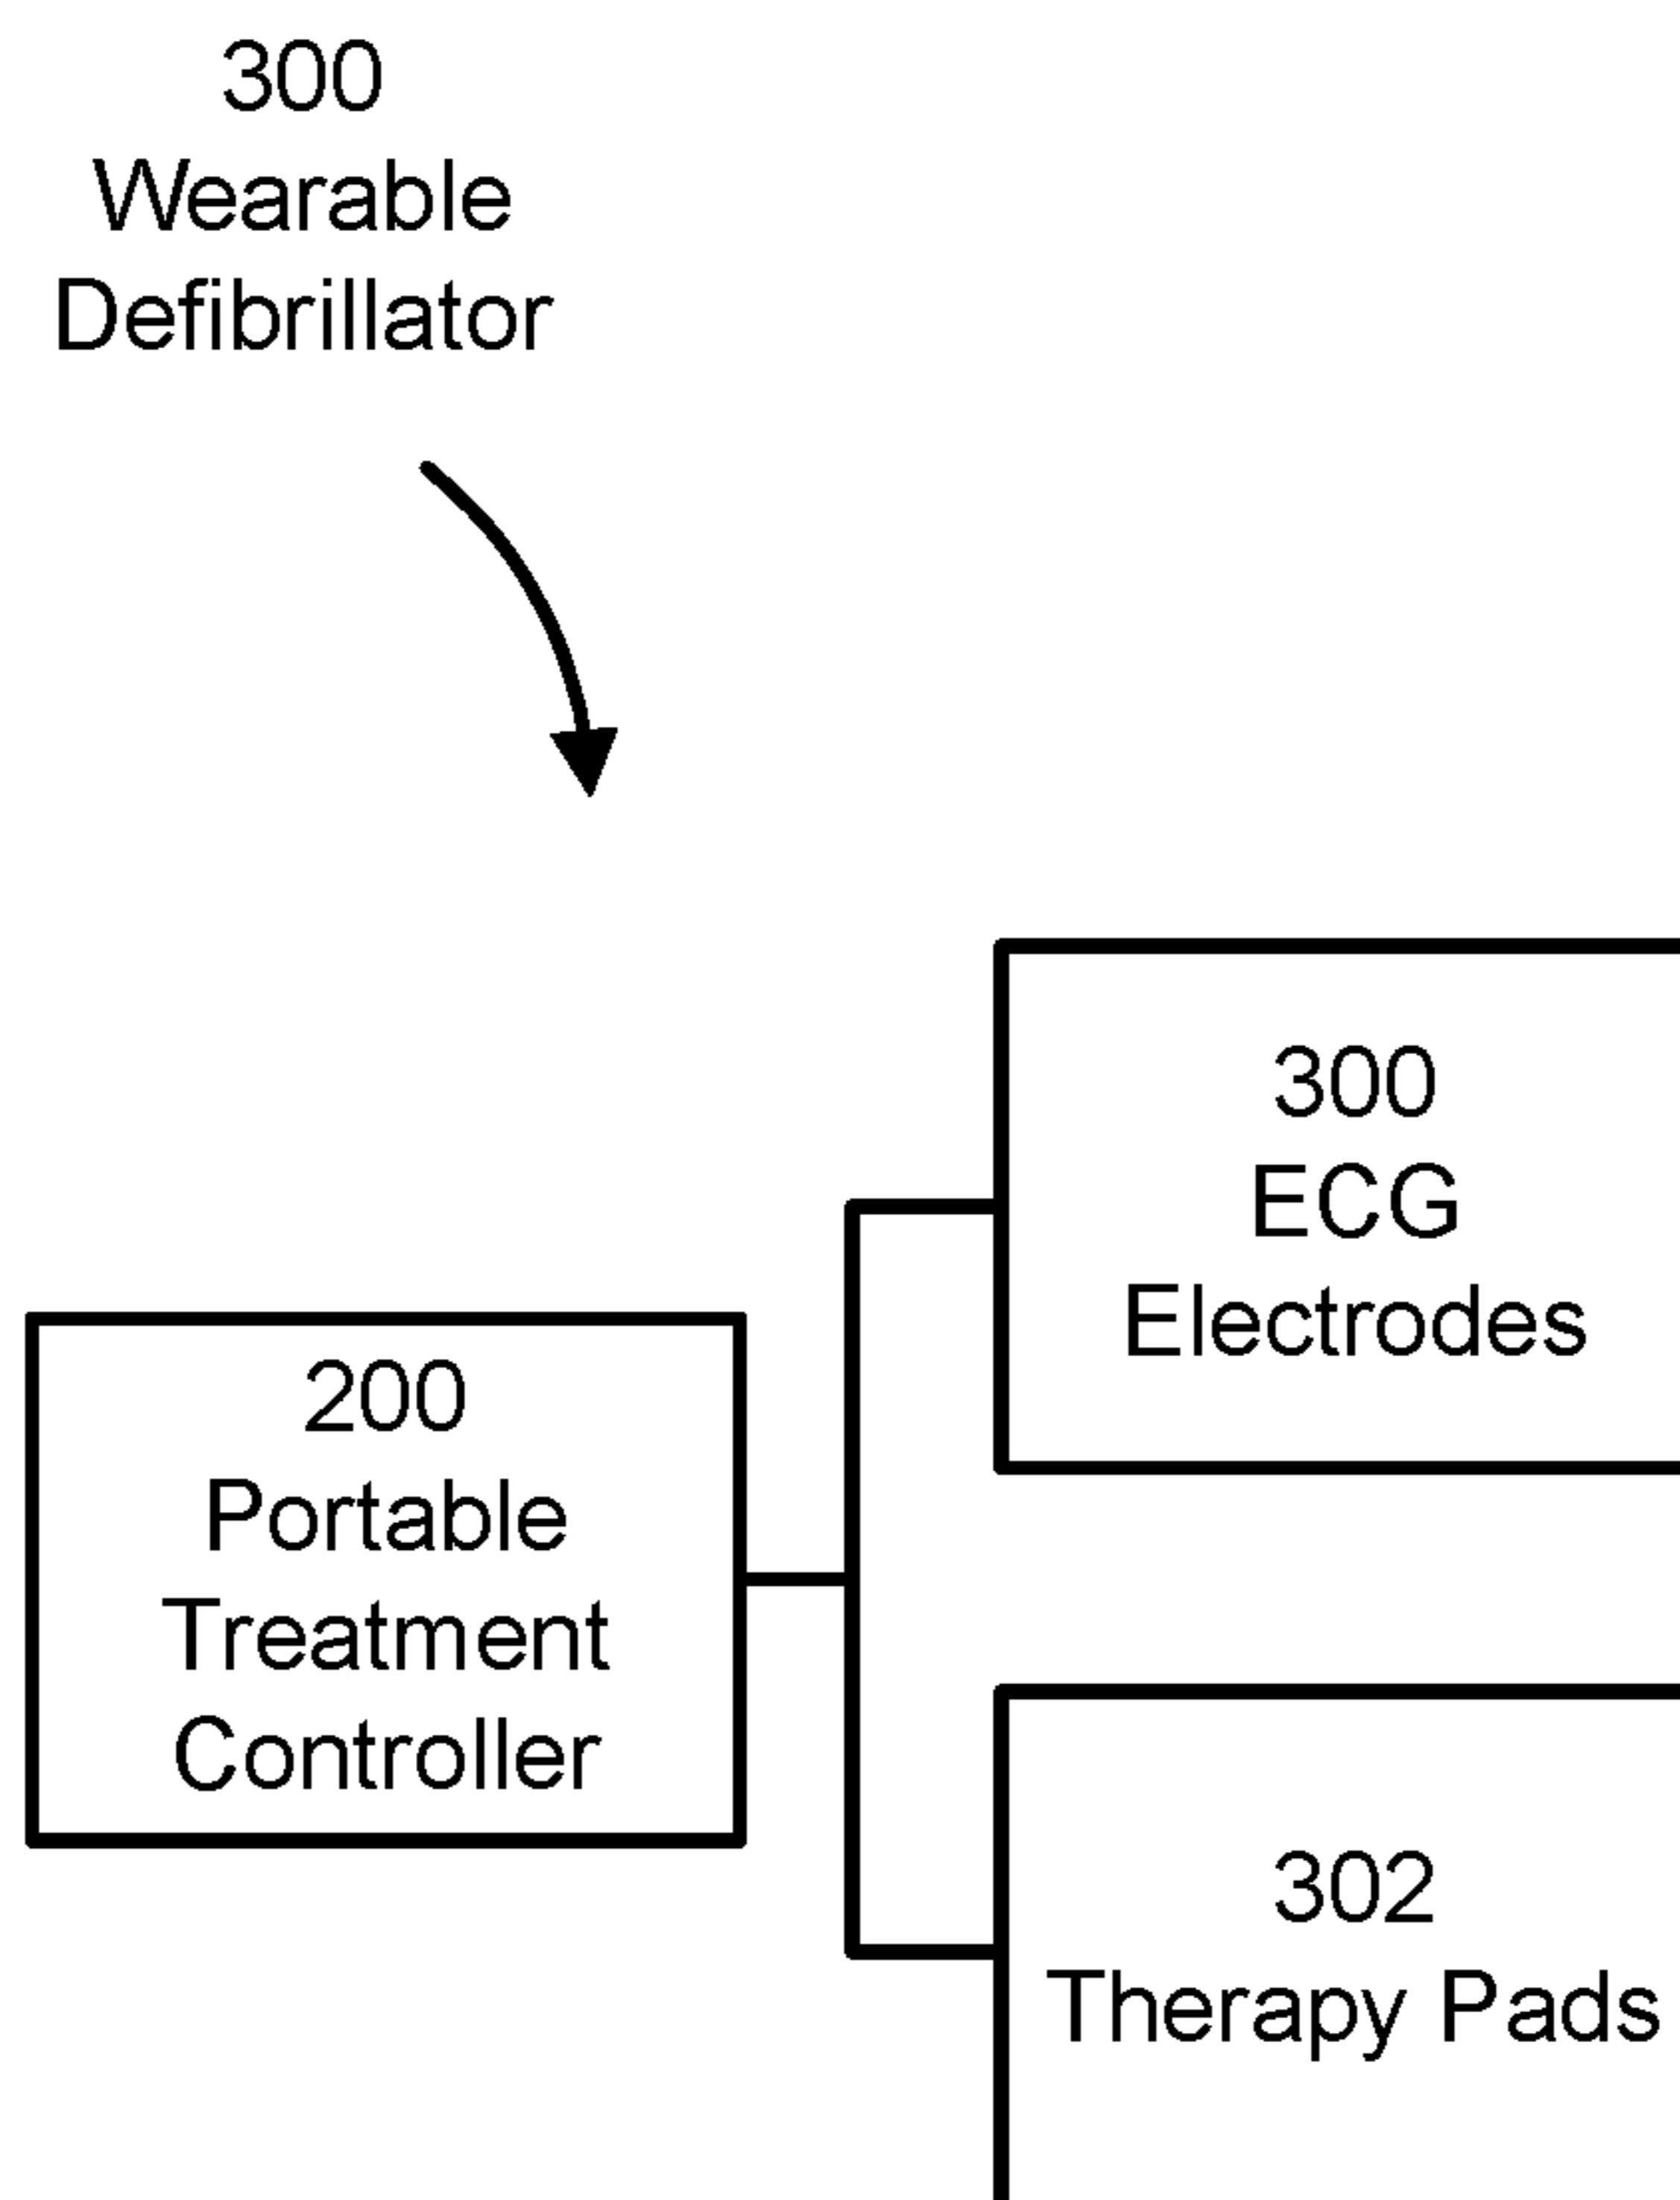 300
Wearable
Defibrillator
300
ECG
Electrodes
200
Portable
Treatment
Controller
302
Therapy Pads